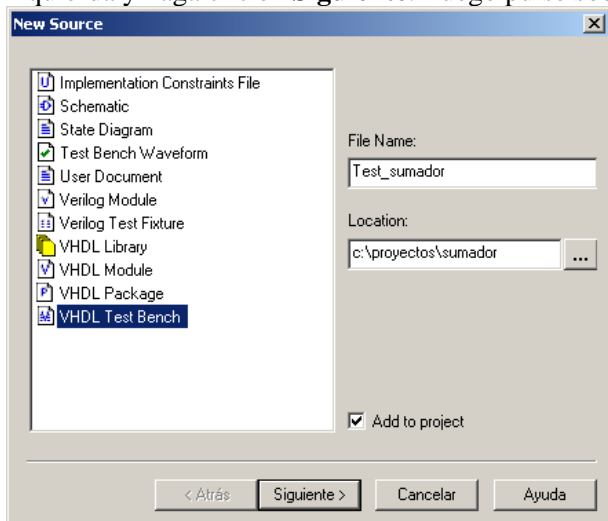 New Source
Implementation Constraints File
Schematic
State Diagram
Test Bench Waveform
User Document
Verilog Module
Verilog Test Fixture
VHDL Library
VHDL Module
VHDL Package
VHDL Test Bench
File Name:
Test_sumador
Location:
c:\proyectos\sumador
...
Add to project
< Atrás
Siguiente >
Cancelar
Ayuda